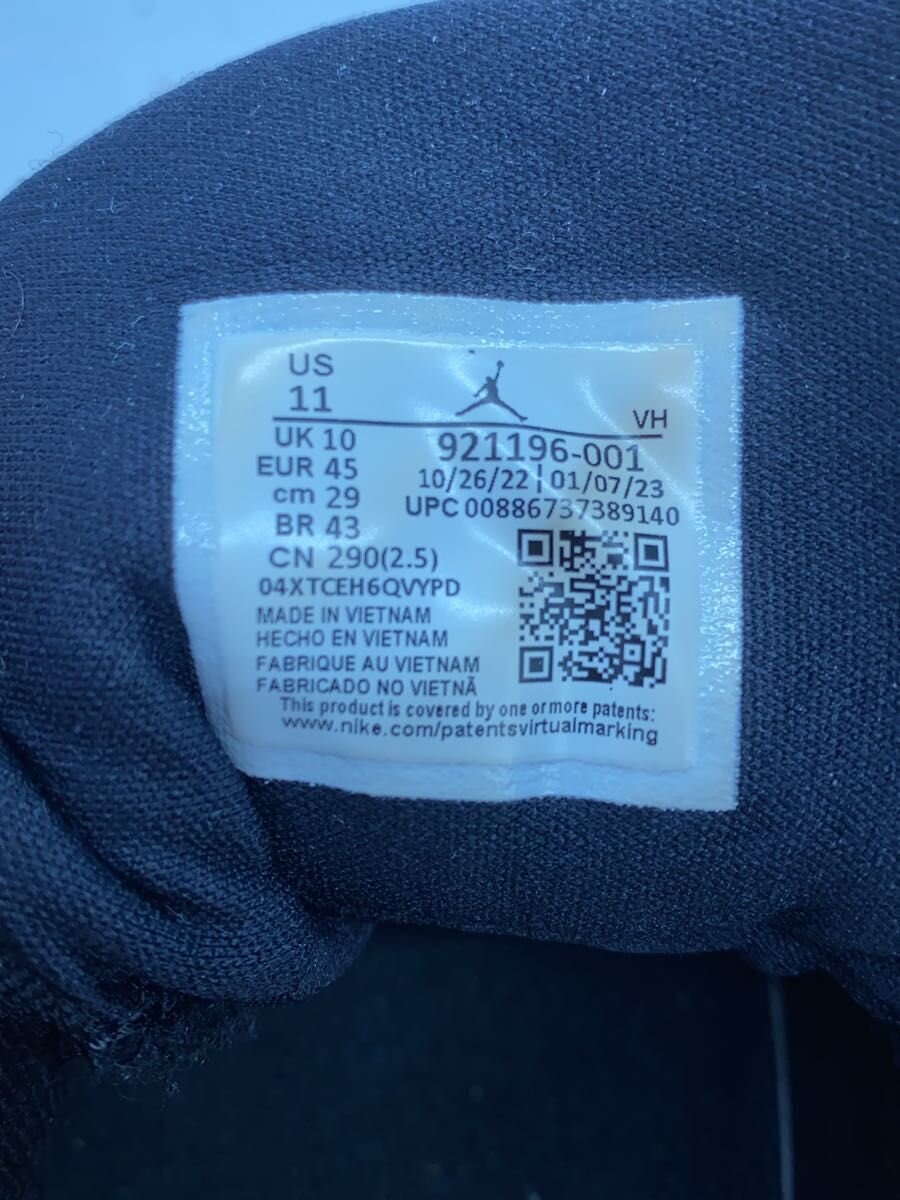 US
11
UK 10
EUR 45
cm 29
BR 43
CN 290(2.5)
VH
921196-001
10/26/22 | 01/07/23
UPC 00886737389140
04XTCEH6QVYPD
MADE IN VIETNAM
HECHO EN VIETNAM
FABRIQUE AU VIETNAM
FABRICADO NO VIETNÃ
This product is covered by one or more patents:
www.nike.com/patentsvirtualmarking